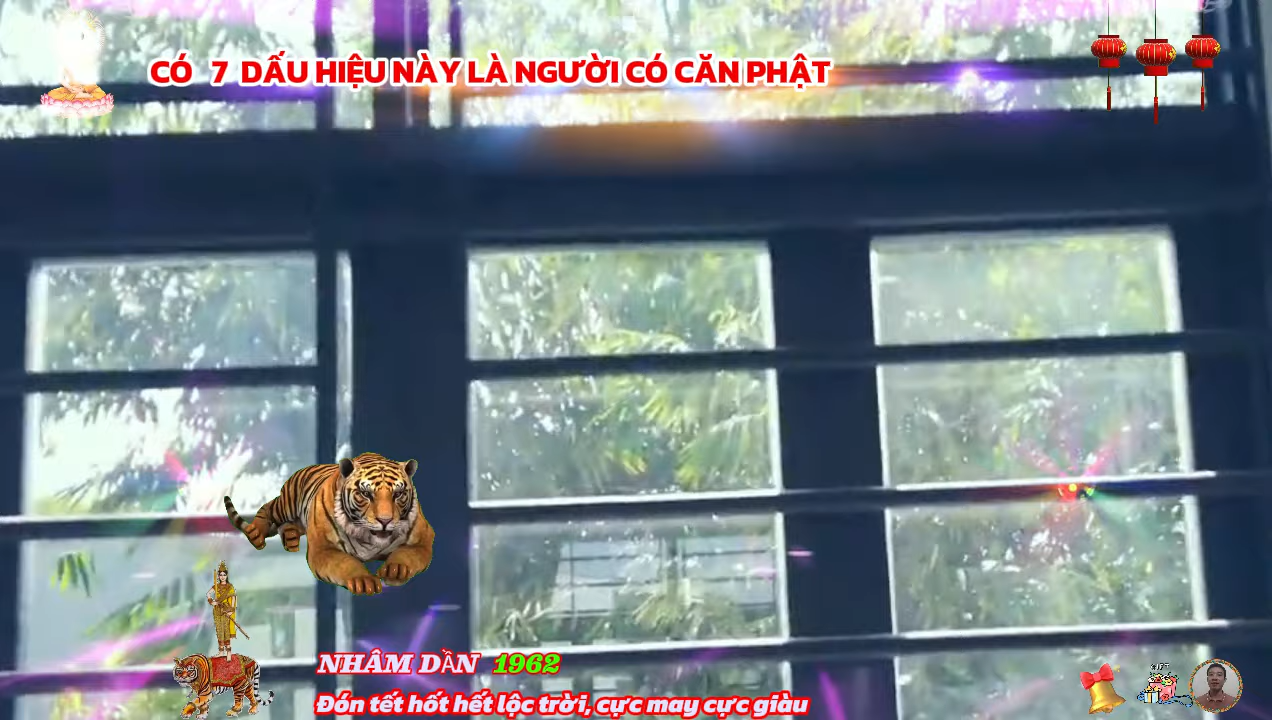 CÓ 7 DẤU HIỆU NÀY LÀ NGƯỜI CÓ CĂN PHẬT
NHÂM DẦN 1962
Đón tết hốt hết lộc trời, cực may cực giàu
GIFT